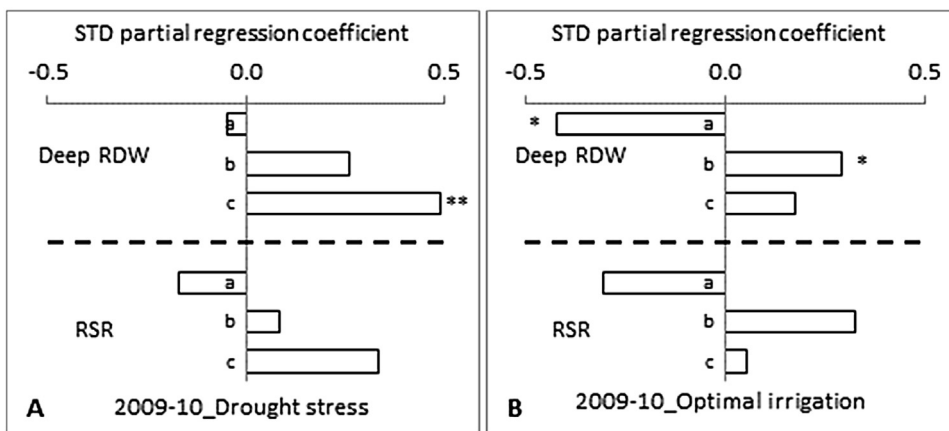 STD partial regression coefficient
-0.5 0.0 0.5
a
*
Deep RDW
b
c
**
a
RSR
b
c
A
2009-10_Drought stress
STD partial regression coefficient
-0.5 0.0 0.5
*
a
Deep RDW
b
*
c
a
RSR
b
c
B
2009-10_Optimal irrigation